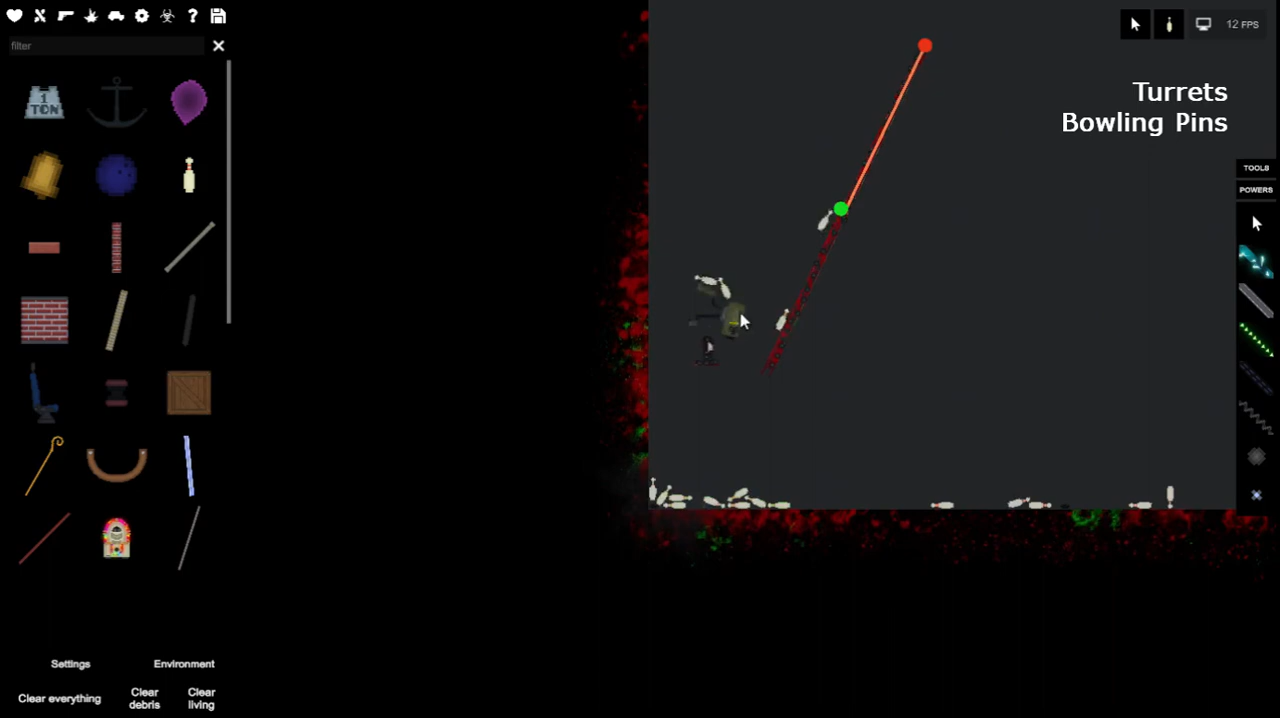 ?
filter
12 FPS
Turrets
Bowling Pins
TOOLS
POWERS
1
TON
Settings
Environment
Clear everything
Clear
debris
Clear
living